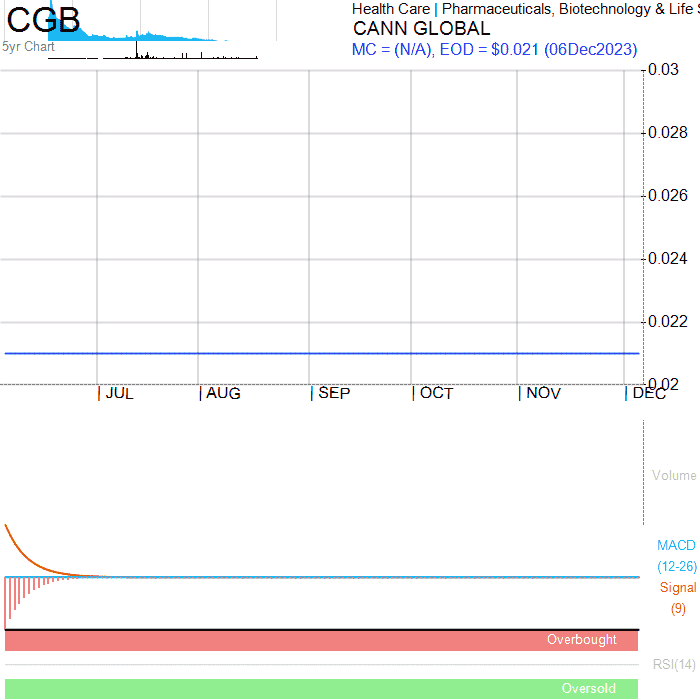 CGB
5yr Chart
Health Care | Pharmaceuticals, Biotechnology & Life S
CANN GLOBAL
MC = (N/A), EOD = $0.021 (06Dec2023)
0.03
0.028
0.026
0.024
0.022
0.02
JUL AUG SEP OCT NOV DEC
Volume
MACD
(12-26)
Signal
(9)
Overbought
RSI(14)
Oversold